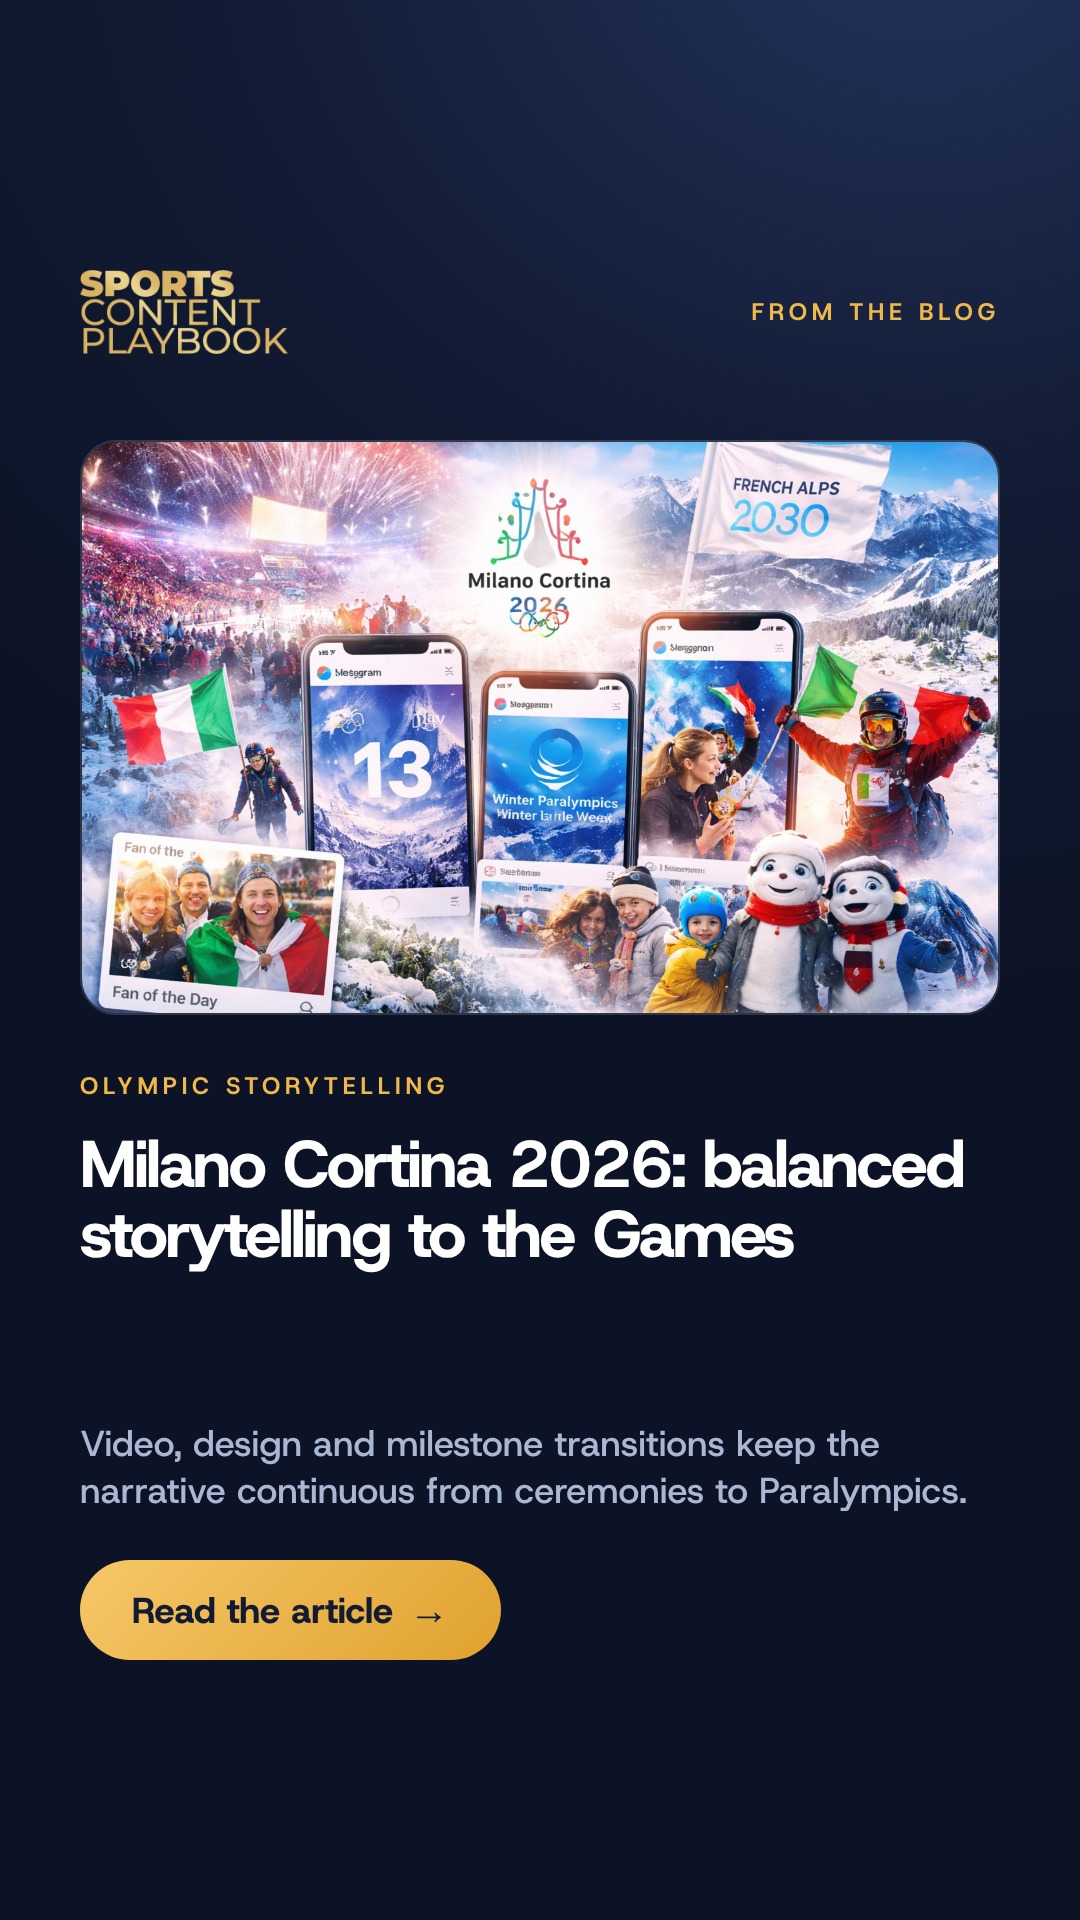 SPORTS
CONTENT
PLAYBOOK
FROM THE BLOG
FRENCH ALPS
2030
Milano Cortina
2026
13
Winter Paralympics
Winter
Week
Fan of the
Fan of the Day
OLYMPIC STORYTELLING
Milano Cortina 2026: balanced
storytelling to the Games
Video, design and milestone transitions keep the
narrative continuous from ceremonies to Paralympics.
Read the article →